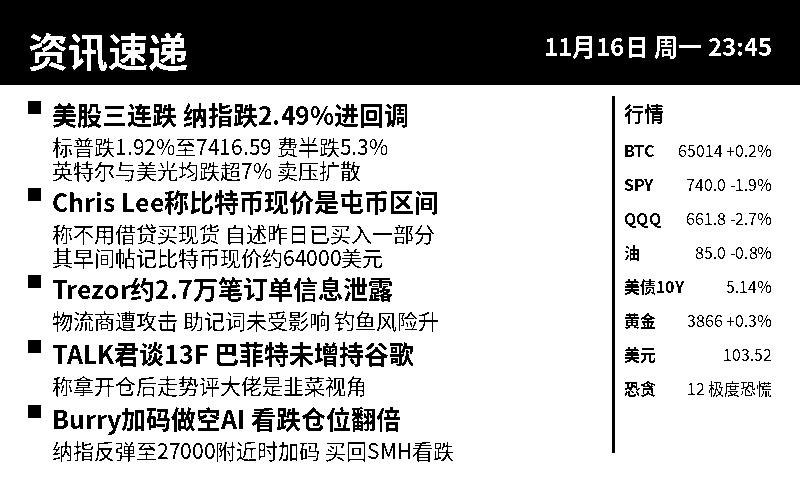 资讯速递
11月16日 周一 23:45
美股三连跌 纳指跌2.49%进回调
标普跌1.92%至7416.59 费半跌5.3%
英特尔与美光均跌超7% 卖压扩散
Chris Lee称比特币现价是屯币区间
称不用借贷买现货 自述昨日已买入一部分
其早间帖记比特币现价约64000美元
Trezor约2.7万笔订单信息泄露
物流商遭攻击 助记词未受影响 钓鱼风险升
TALK君谈13F 巴菲特未增持谷歌
称拿开仓后走势评大佬是韭菜视角
Burry加码做空AI 看跌仓位翻倍
纳指反弹至27000附近时加码 买回SMH看跌
行情
BTC 65014 +0.2%
SPY 740.0 -1.9%
QQQ 661.8 -2.7%
油 85.0 -0.8%
美债10Y 5.14%
黄金 3866 +0.3%
美元 103.52
恐贪 12 极度恐慌